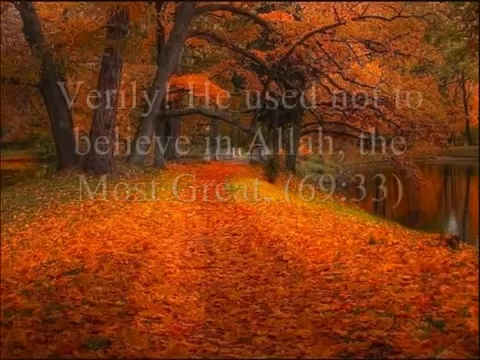 Verily, He used not to
believe in Allah, the
Most Great, (69:33)